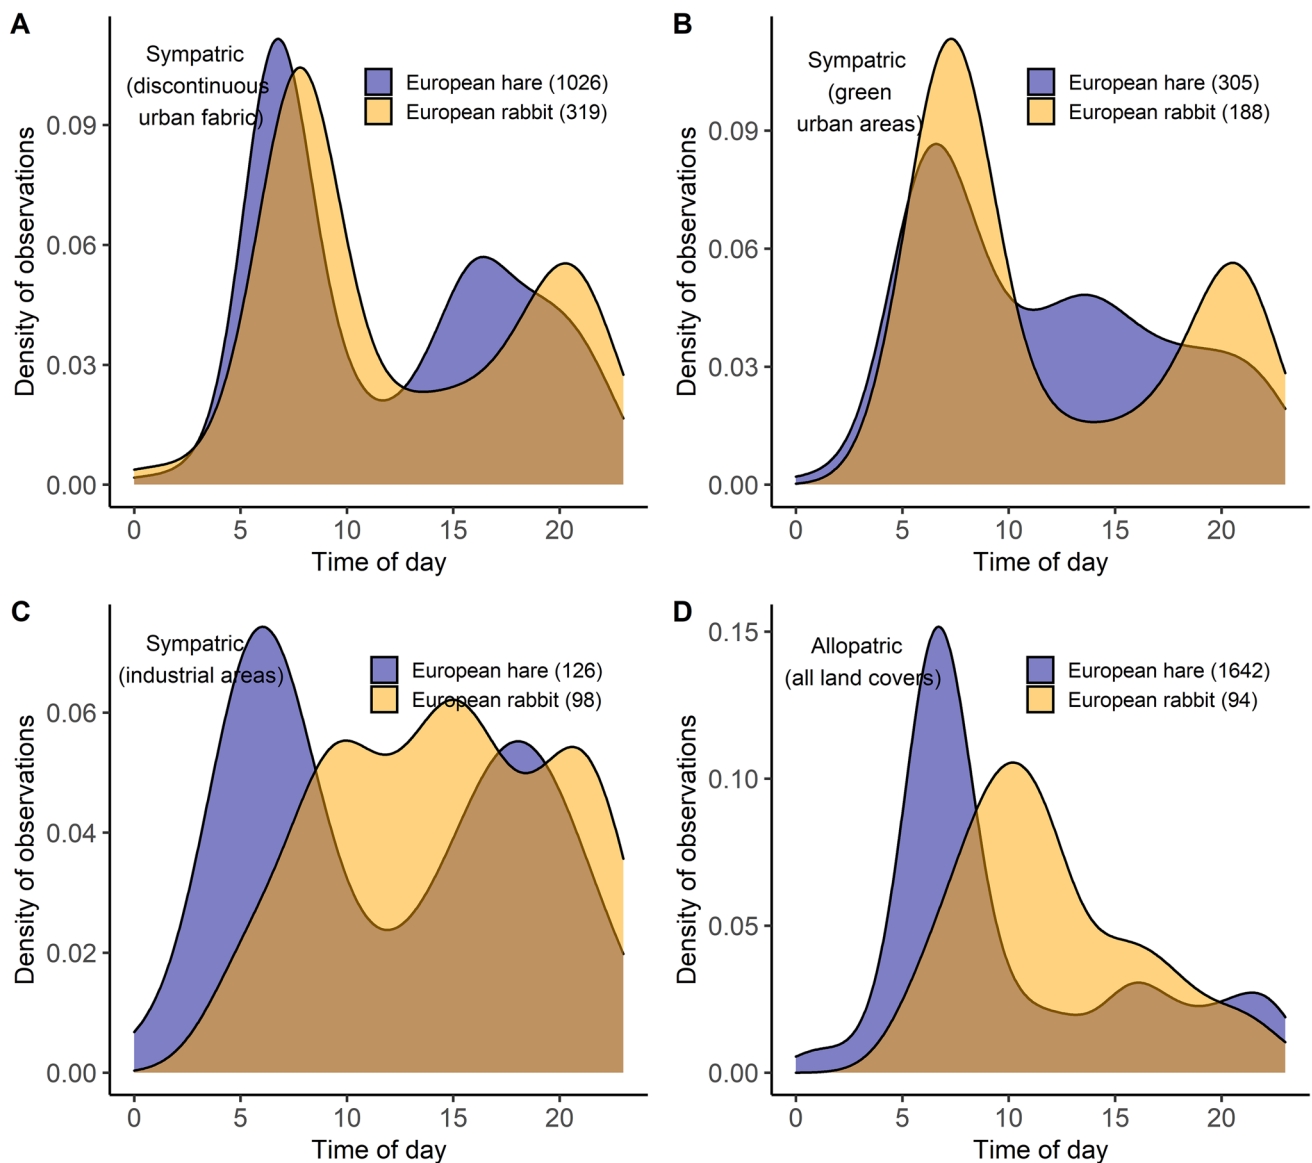 A
Sympatric
(discontinuous
urban fabric)
European hare (1026)
European rabbit (319)
Density of observations
0.09
0.06
0.03
0.00
0 5 10 15 20
Time of day
B
Sympatric
(green
urban areas)
European hare (305)
European rabbit (188)
Density of observations
0.09
0.06
0.03
0.00
0 5 10 15 20
Time of day
C
Sympatric
(industrial areas)
European hare (126)
European rabbit (98)
Density of observations
0.06
0.04
0.02
0.00
0 5 10 15 20
Time of day
D
Allopatric
(all land covers)
European hare (1642)
European rabbit (94)
Density of observations
0.15
0.10
0.05
0.00
0 5 10 15 20
Time of day